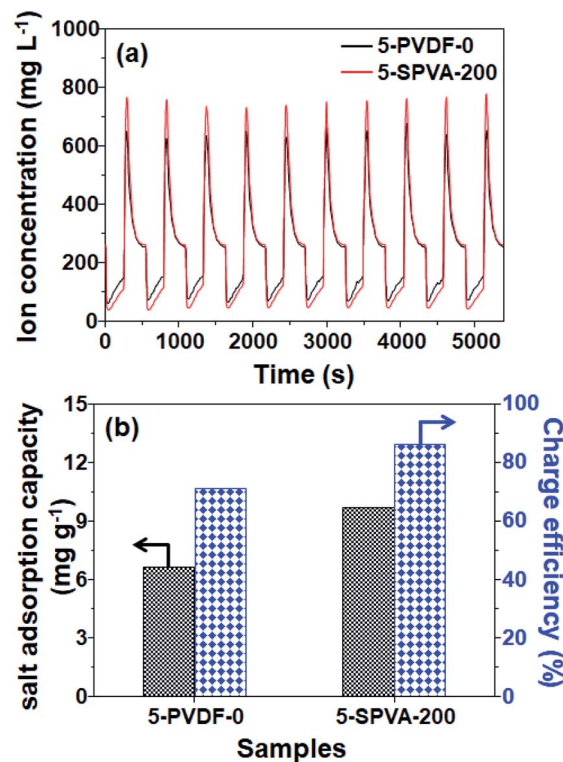 (a)
5-PVDF-0
5-SPVA-200
Ion concentration (mg L⁻¹)
1000
800
600
400
200
0
0 1000 2000 3000 4000 5000
Time (s)
(b)
salt adsorption capacity
(mg g⁻¹)
15
12
9
6
3
0
100
80
60
40
20
0
Charge efficiency (%)
5-PVDF-0 5-SPVA-200
Samples